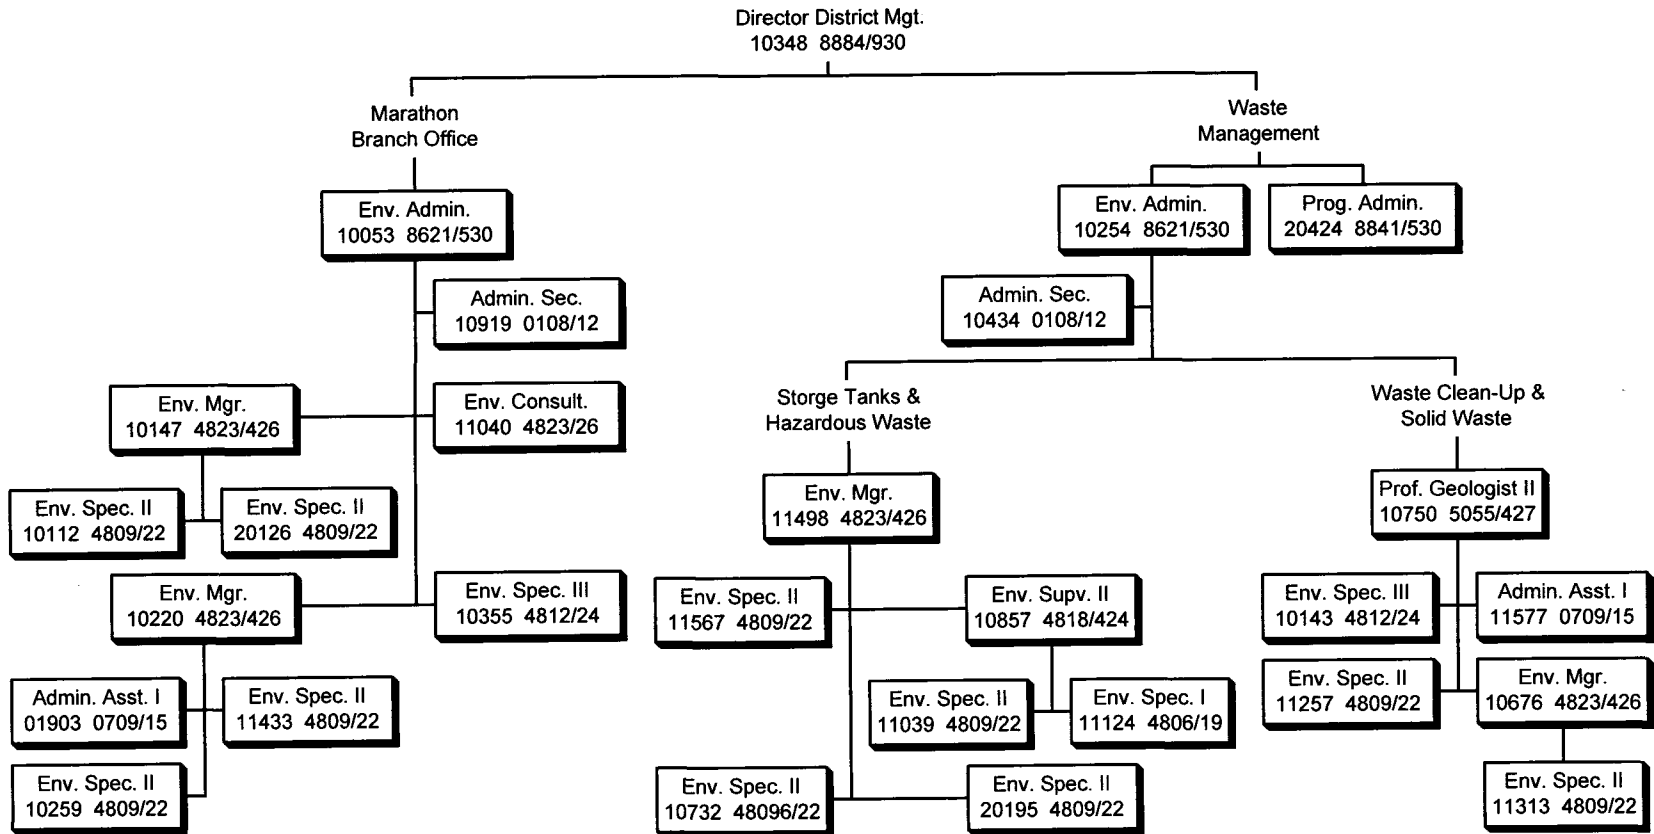 Director District Mgt.
10348 8884/930
Marathon
Branch Office
Env. Admin.
10053 8621/530
Admin. Sec.
10919 0108/12
Env. Mgr.
10147 4823/426
Env. Consult.
11040 4823/26
Env. Spec. II
10112 4809/22
Env. Spec. II
20126 4809/22
Env. Mgr.
10220 4823/426
Env. Spec. III
10355 4812/24
Admin. Asst. I
01903 0709/15
Env. Spec. II
11433 4809/22
Env. Spec. II
10259 4809/22
Waste
Management
Env. Admin.
10254 8621/530
Prog. Admin.
20424 8841/530
Admin. Sec.
10434 0108/12
Storge Tanks &
Hazardous Waste
Env. Mgr.
11498 4823/426
Env. Spec. II
11567 4809/22
Env. Supv. II
10857 4818/424
Env. Spec. II
11039 4809/22
Env. Spec. I
11124 4806/19
Env. Spec. II
10732 48096/22
Env. Spec. II
20195 4809/22
Waste Clean-Up &
Solid Waste
Prof. Geologist II
10750 5055/427
Env. Spec. III
10143 4812/24
Admin. Asst. I
11577 0709/15
Env. Spec. II
11257 4809/22
Env. Mgr.
10676 4823/426
Env. Spec. II
11313 4809/22